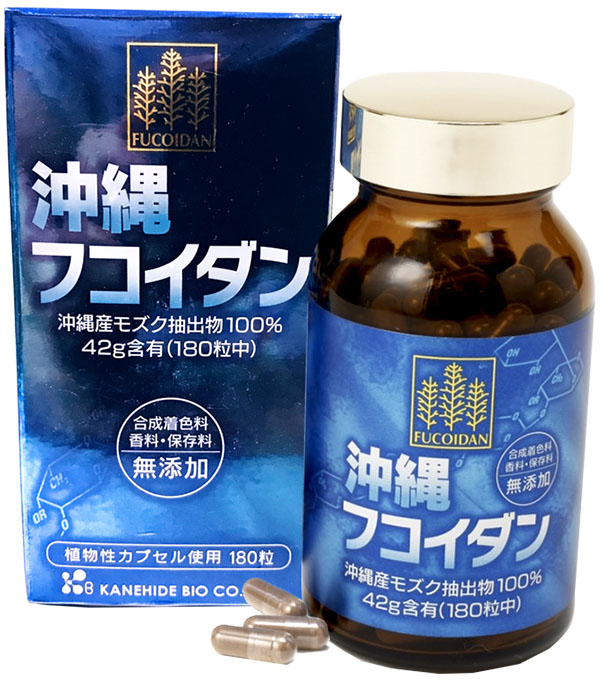 FUCOIDAN
沖縄
フコイダン
沖縄産モズク抽出物100%
42g含有(180粒中)
合成着色料
香料・保存料
無添加
植物性カプセル使用 180粒
KANEHIDE BIO CO.
FUCOIDAN
沖縄
フコイダン
沖縄産モズク抽出物100%
42g含有(180粒中)
合成着色料
香料・保存料
無添加